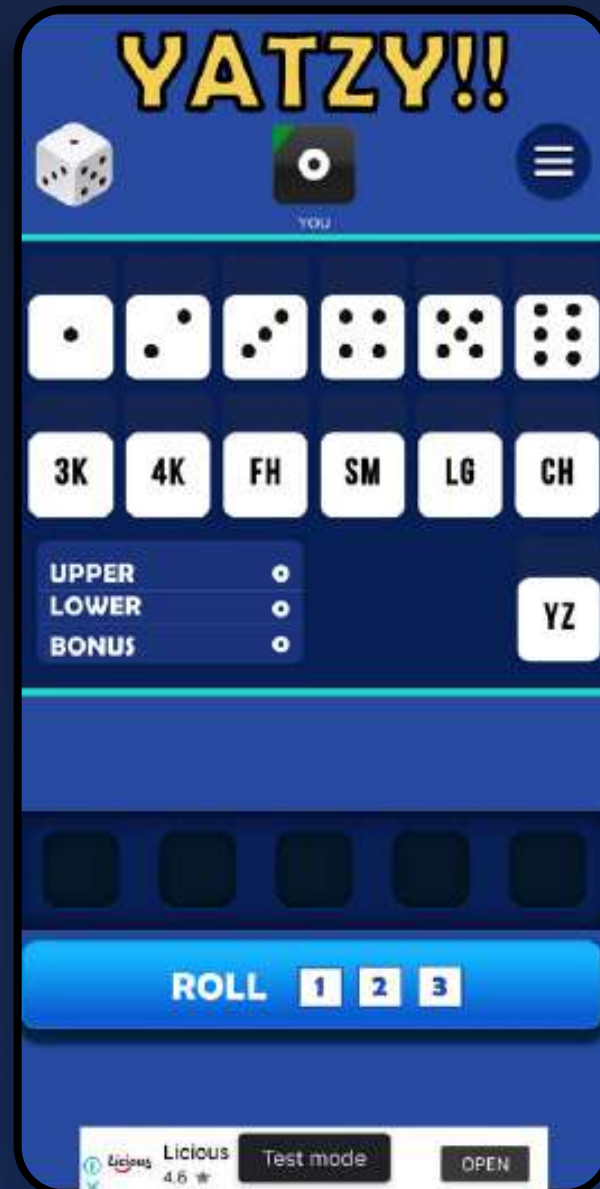 YATZY!!
0
YOU
3K 4K FH SM LG CH
UPPER 0
LOWER 0
BONUS 0
YZ
ROLL 1 2 3
Licious Licious
4.6 ★
Test mode
OPEN